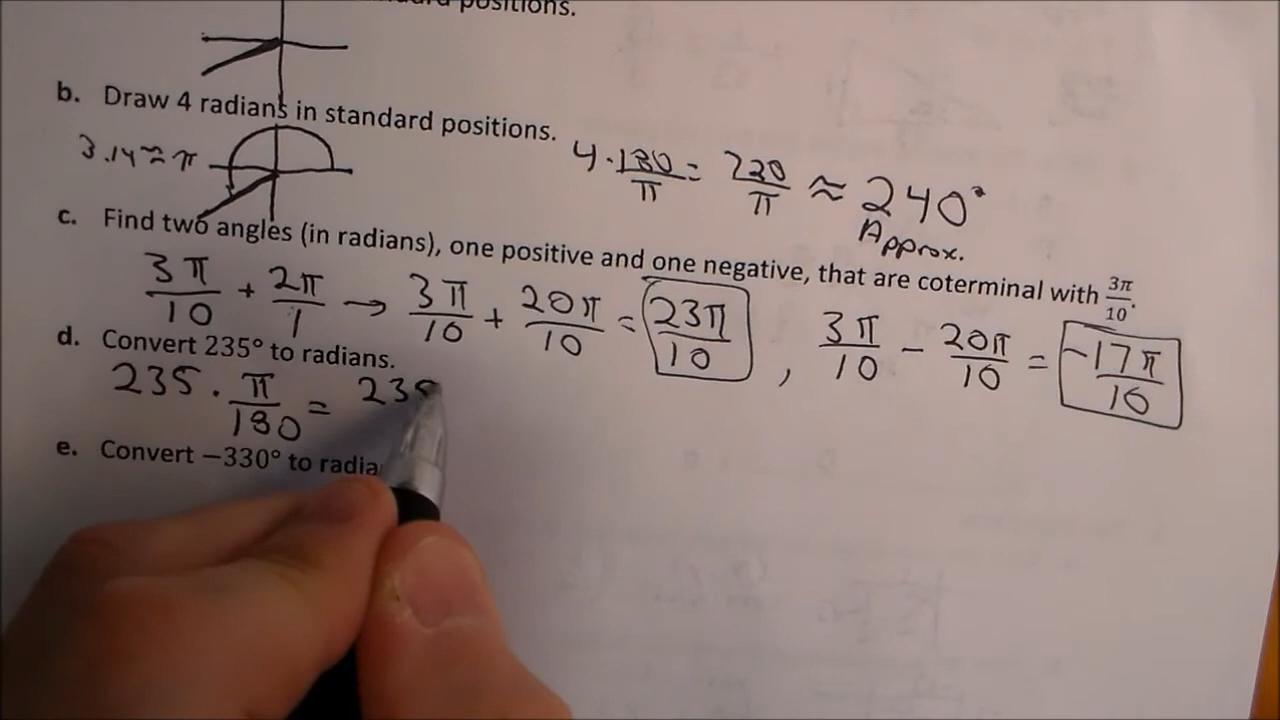 positions.
b. Draw 4 radians in standard positions.
3.14≈π
4·180/π = 720/π ≈ 240°
Approx.
c. Find two angles (in radians), one positive and one negative, that are coterminal with 3π/10.
3π/10 + 2π/1 → 3π/10 + 20π/10 = 23π/10 , 3π/10 - 20π/10 = -17π/10
d. Convert 235° to radians.
235 · π/180 = 235
e. Convert −330° to